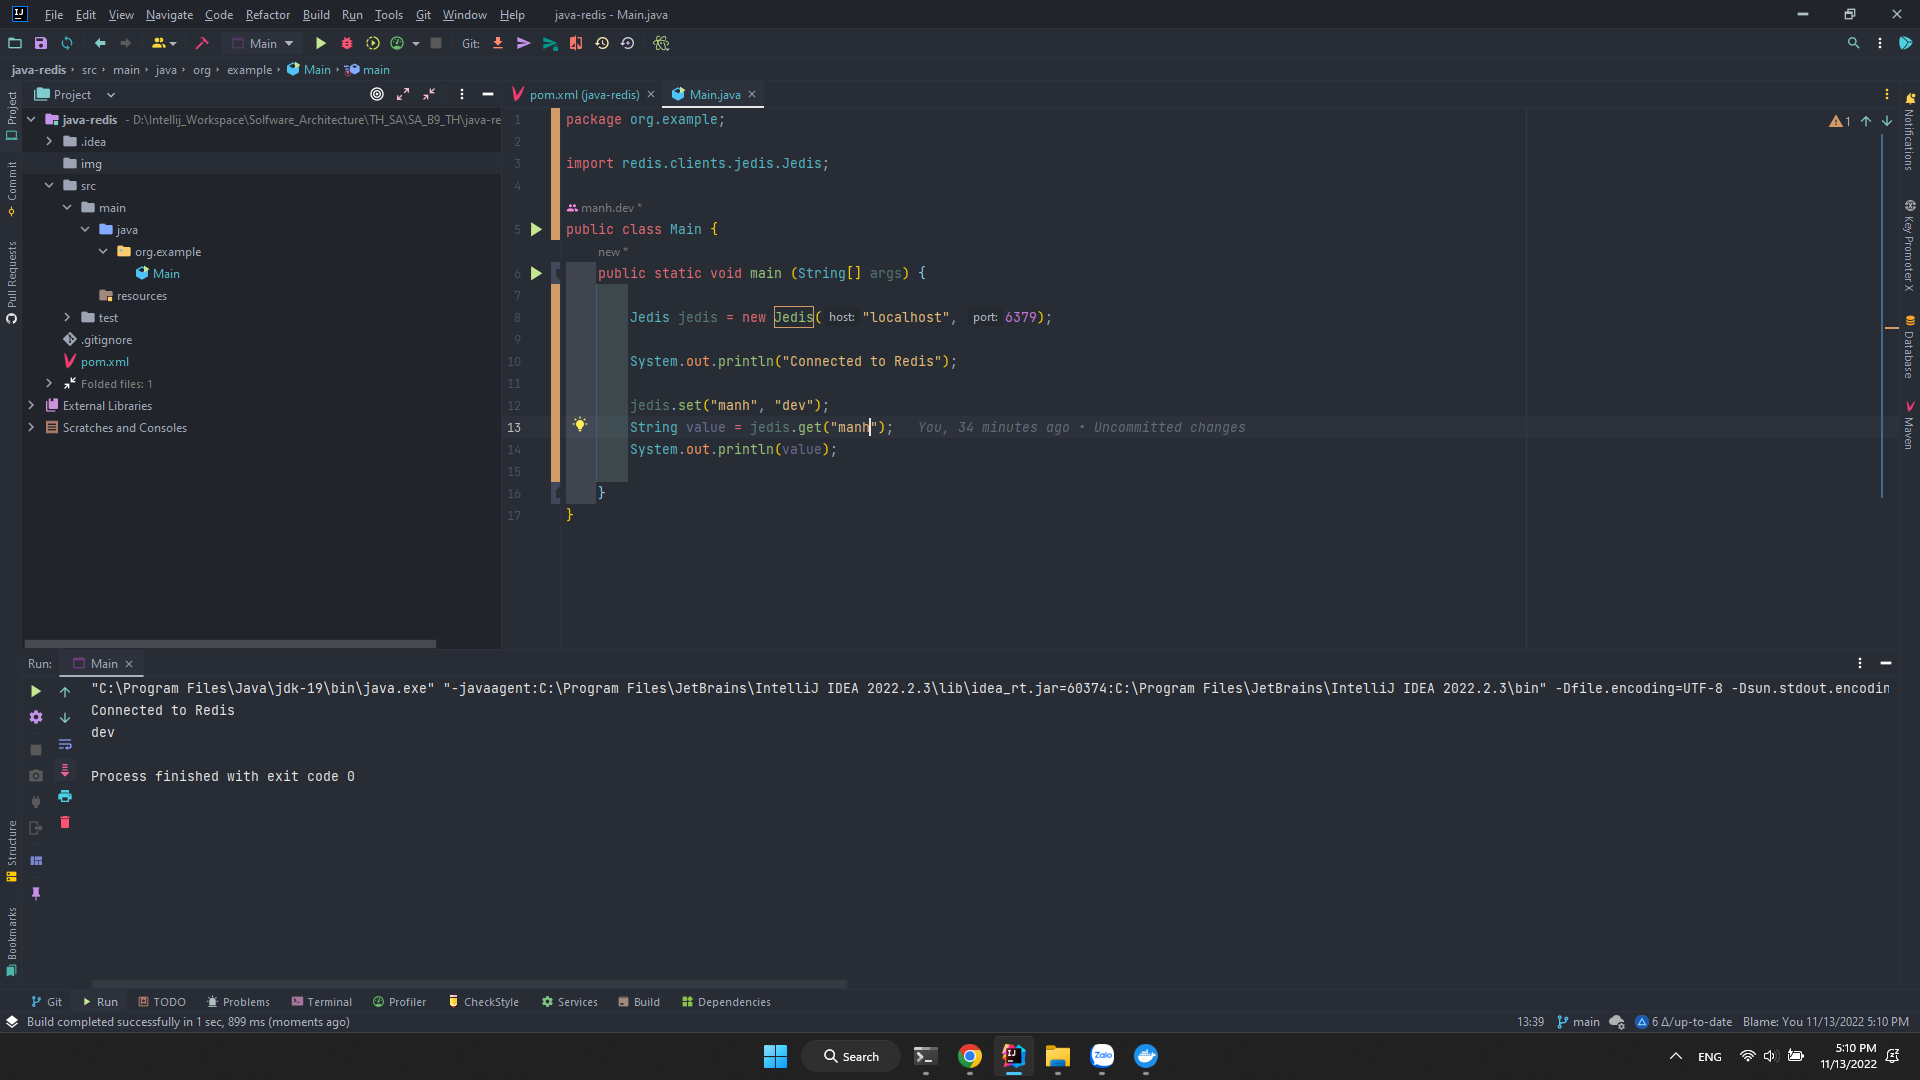 File Edit View Navigate Code Refactor Build Run Tools Git Window Help java-redis - Main.java
Main Git:
java-redis src main java org example Main main
Project
pom.xml (java-redis) Main.java
java-redis - D:\Intellij_Workspace\Solfware_Architecture\TH_SA\SA_B9_TH\java-re
.idea
img
src
main
java
org.example
Main
resources
test
.gitignore
pom.xml
Folded files: 1
External Libraries
Scratches and Consoles
Project
Commit
Pull Requests
Structure
Bookmarks
1 package org.example;
2
3 import redis.clients.jedis.Jedis;
4
manh.dev *
5 public class Main {
new *
6 public static void main (String[] args) {
7
8 Jedis jedis = new Jedis( host: "localhost", port: 6379);
9
10 System.out.println("Connected to Redis");
11
12 jedis.set("manh", "dev");
13 String value = jedis.get("manh"); You, 34 minutes ago • Uncommitted changes
14 System.out.println(value);
15
16 }
17 }
1
Notifications
Key Promoter X
Database
Maven
Run: Main
"C:\Program Files\Java\jdk-19\bin\java.exe" "-javaagent:C:\Program Files\JetBrains\IntelliJ IDEA 2022.2.3\lib\idea_rt.jar=60374:C:\Program Files\JetBrains\IntelliJ IDEA 2022.2.3\bin" -Dfile.encoding=UTF-8 -Dsun.stdout.encodin
Connected to Redis
dev
Process finished with exit code 0
Git Run TODO Problems Terminal Profiler CheckStyle Services Build Dependencies
Build completed successfully in 1 sec, 899 ms (moments ago) 13:39 main 6 Δ/up-to-date Blame: You 11/13/2022 5:10 PM
Search Zalo ENG 5:10 PM
11/13/2022